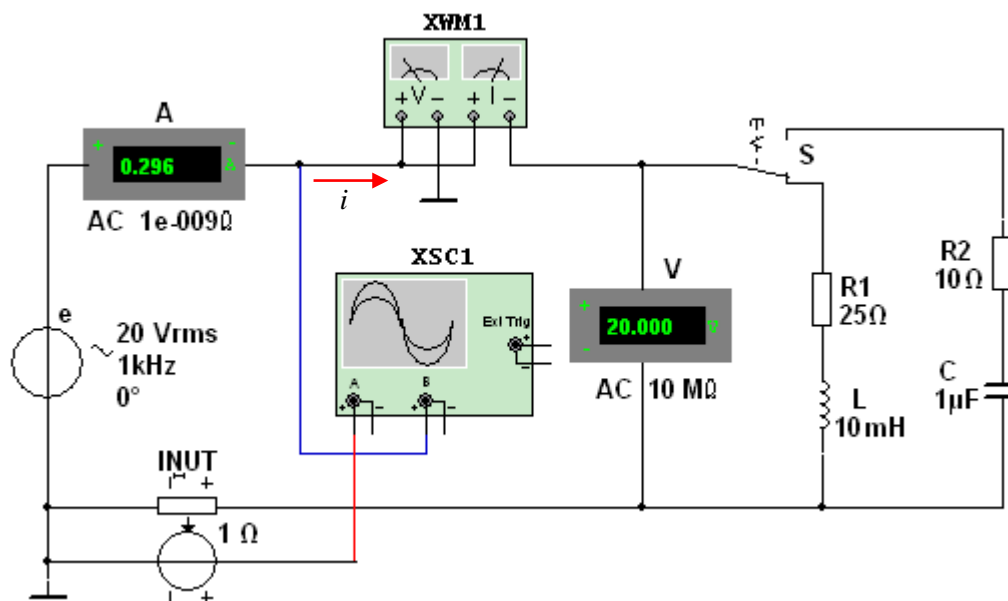 XWM1
+ V - + I -
A
+ -
0.296 A
AC 1e-009Ω
i
S
XSC1
Ext Trig
+
-
A B
+ - + -
V
+
20.000 V
-
AC 10 MΩ
R1
25Ω
R2
10Ω
L
10mH
C
1µF
e
20 Vrms
1kHz
0°
INUT
+
1 Ω
+